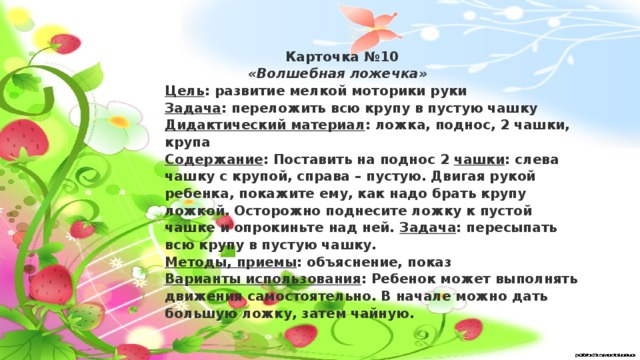 Карточка №10
«Волшебная ложечка»
Цель: развитие мелкой моторики руки
Задача: переложить всю крупу в пустую чашку
Дидактический материал: ложка, поднос, 2 чашки,
крупа
Содержание: Поставить на поднос 2 чашки: слева
чашку с крупой, справа – пустую. Двигая рукой
ребенка, покажите ему, как надо брать крупу
ложкой. Осторожно поднесите ложку к пустой
чашке и опрокиньте над ней. Задача: пересыпать
всю крупу в пустую чашку.
Методы, приемы: объяснение, показ
Варианты использования: Ребенок может выполнять
движения самостоятельно. В начале можно дать
большую ложку, затем чайную.